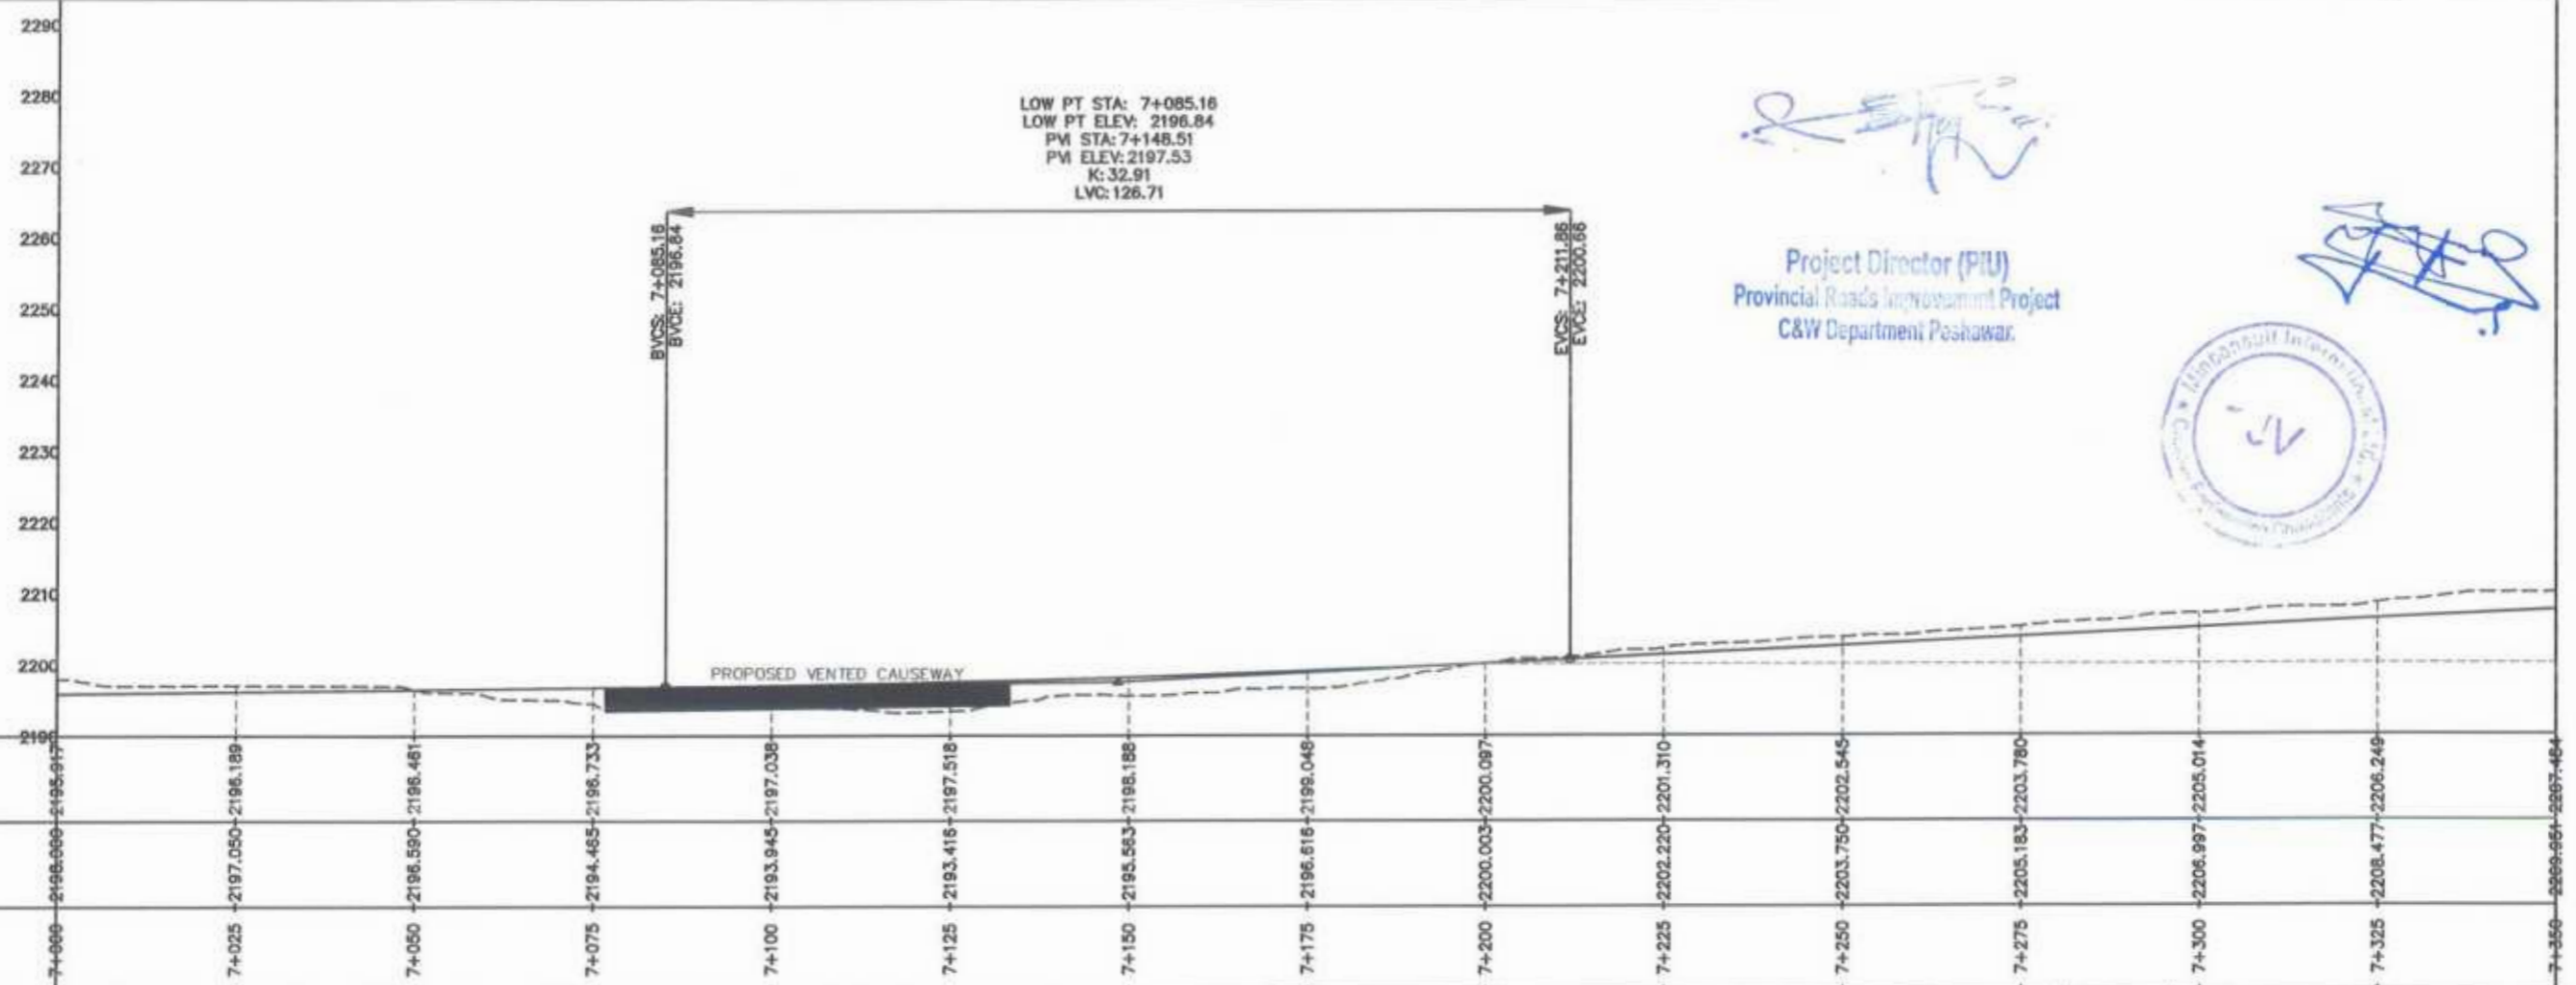 2290
2280
2270
2260
2250
2240
2230
2220
2210
2200
2190
LOW PT STA: 7+085.16
LOW PT ELEV: 2196.84
PVI STA: 7+148.51
PVI ELEV: 2197.53
K: 32.91
LVC: 126.71
BVCS: 7+085.16
BVCE: 2196.84
EVCS: 7+211.86
EVCE: 2200.66
Project Director (PIU)
Provincial Roads Improvement Project
C&W Department Peshawar.
PROPOSED VENTED CAUSEWAY
2195.917 2196.189 2196.461 2196.733 2197.038 2197.518 2198.188 2199.048 2200.097 2201.310 2202.545 2203.780 2205.014 2206.249 2207.484
2197.050 2196.590 2194.485 2193.945 2193.416 2195.563 2196.616 2200.003 2202.220 2203.750 2205.183 2206.997 2208.477 2209.951
7+000 7+025 7+050 7+075 7+100 7+125 7+150 7+175 7+200 7+225 7+250 7+275 7+300 7+325 7+350